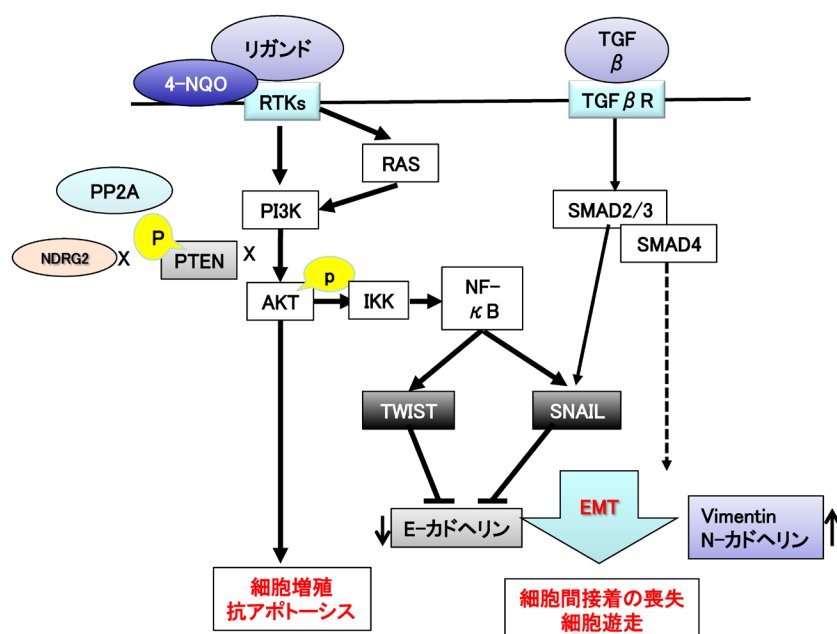 リガンド
4-NQO
RTKs
TGF
β
TGFβR
RAS
PP2A
PI3K
SMAD2/3
SMAD4
P
NDRG2
X
PTEN
X
p
AKT
IKK
NF-
κB
TWIST
SNAIL
E-カドヘリン
EMT
Vimentin
N-カドヘリン
細胞増殖
抗アポトーシス
細胞間接着の喪失
細胞遊走